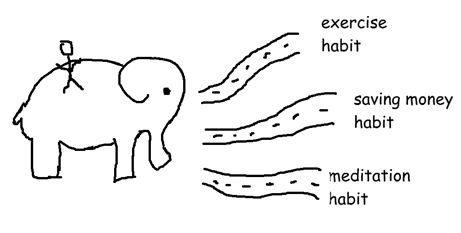 exercise
habit
saving money
habit
meditation
habit